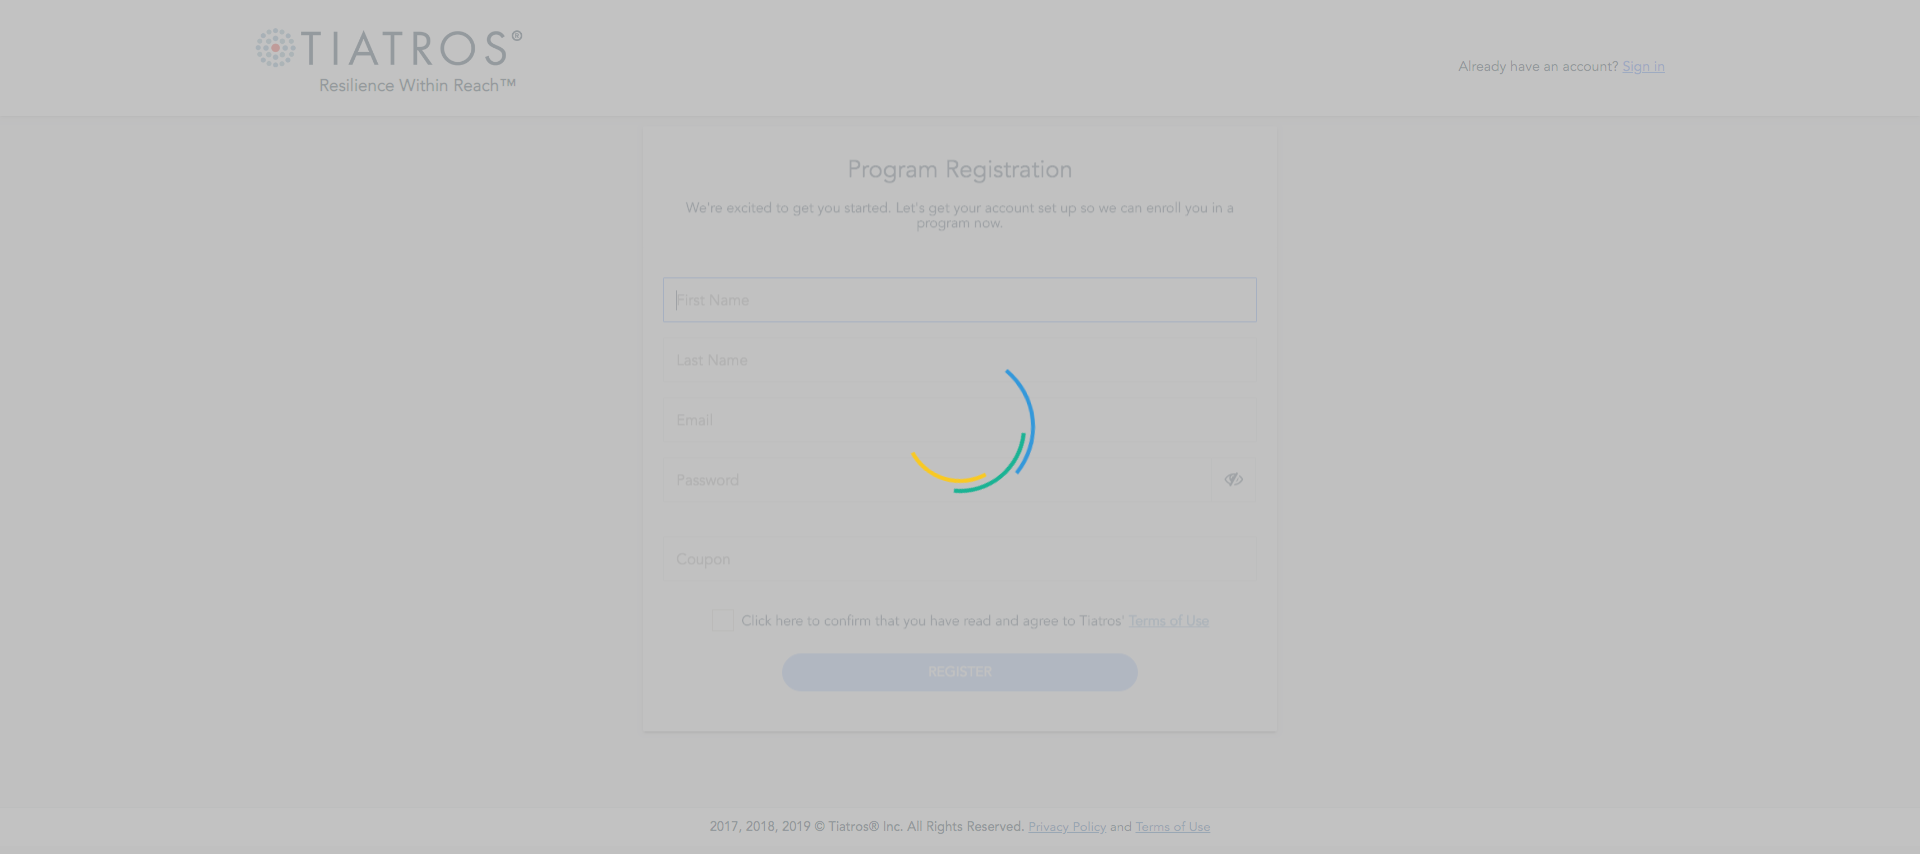 TIATROS®
Resilience Within Reach™
Already have an account? Sign in
Program Registration
We're excited to get you started. Let's get your account set up so we can enroll you in a
program now.
First Name
Last Name
Email
Password
Coupon
Click here to confirm that you have read and agree to Tiatros' Terms of Use
REGISTER
2017, 2018, 2019 © Tiatros® Inc. All Rights Reserved. Privacy Policy and Terms of Use